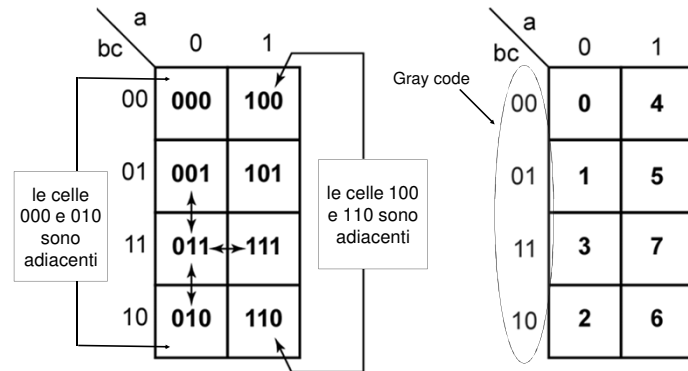 a
bc
0 1
00 000 100
01 001 101
11 011 111
10 010 110
le celle
000 e 010
sono
adiacenti
le celle 100
e 110 sono
adiacenti
Gray code
a
bc
0 1
00 0 4
01 1 5
11 3 7
10 2 6